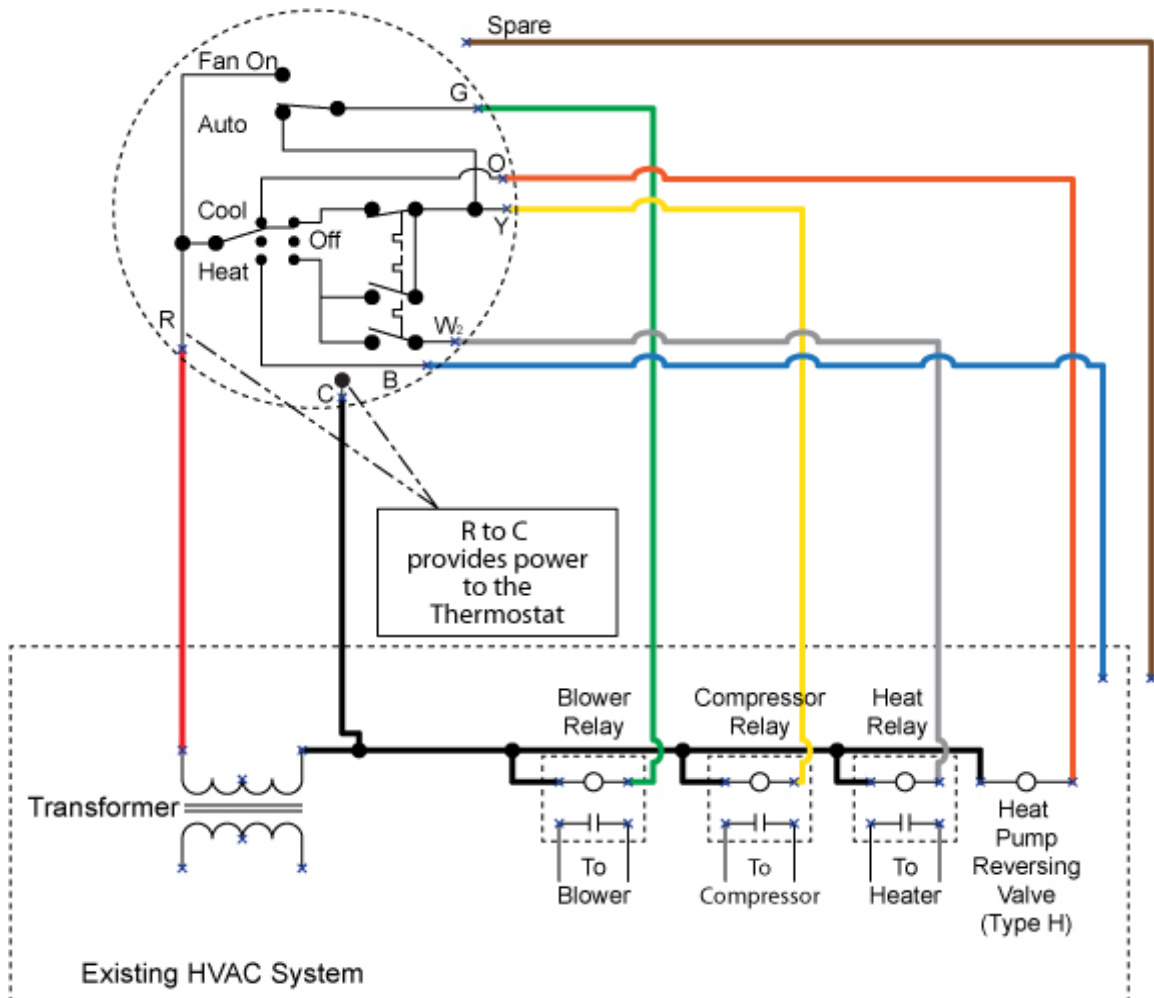 Spare
Fan On
G
Auto
O
Cool
Off
Y
Heat
R
W2
B
C
R to C
provides power
to the
Thermostat
Blower
Relay
Compressor
Relay
Heat
Relay
Transformer
To
Blower
To
Compressor
To
Heater
Heat
Pump
Reversing
Valve
(Type H)
Existing HVAC System